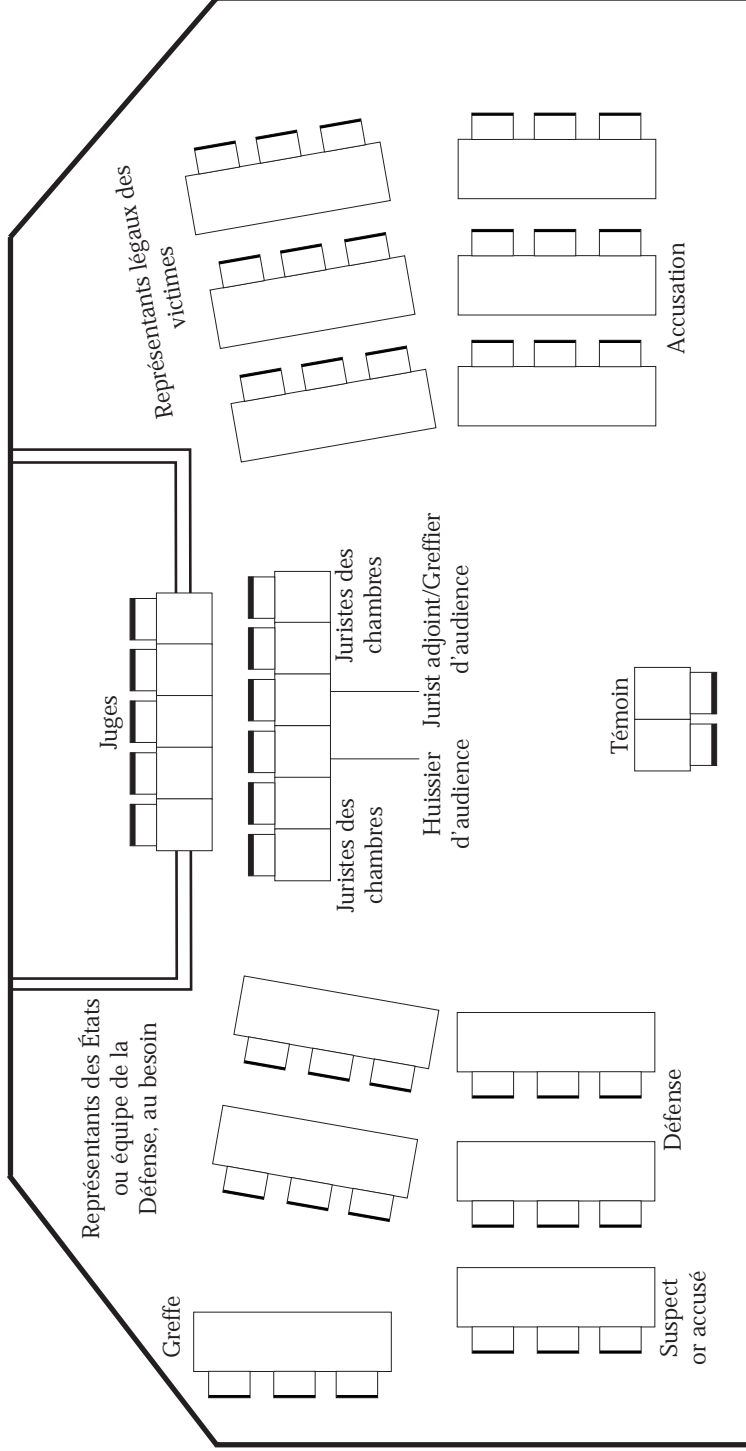 Juges
Représentants des États
ou équipe de la
Défense, au besoin
Représentants légaux des
victimes
Greffe
Juristes des
chambres
Huissier
d'audience
Jurist adjoint/Greffier
d'audience
Juristes des
chambres
Suspect
or accusé
Défense
Témoin
Accusation